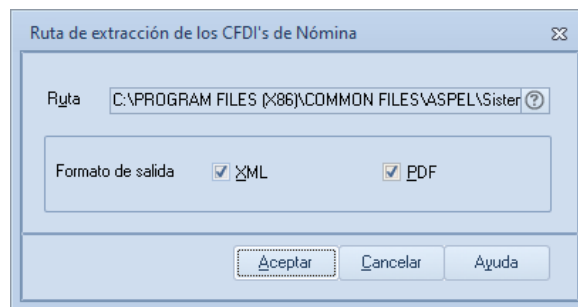 Ruta de extracción de los CFDI's de Nómina
Ruta C:\PROGRAM FILES (X86)\COMMON FILES\ASPEL\Sister
Formato de salida XML PDF
Aceptar Cancelar Ayuda